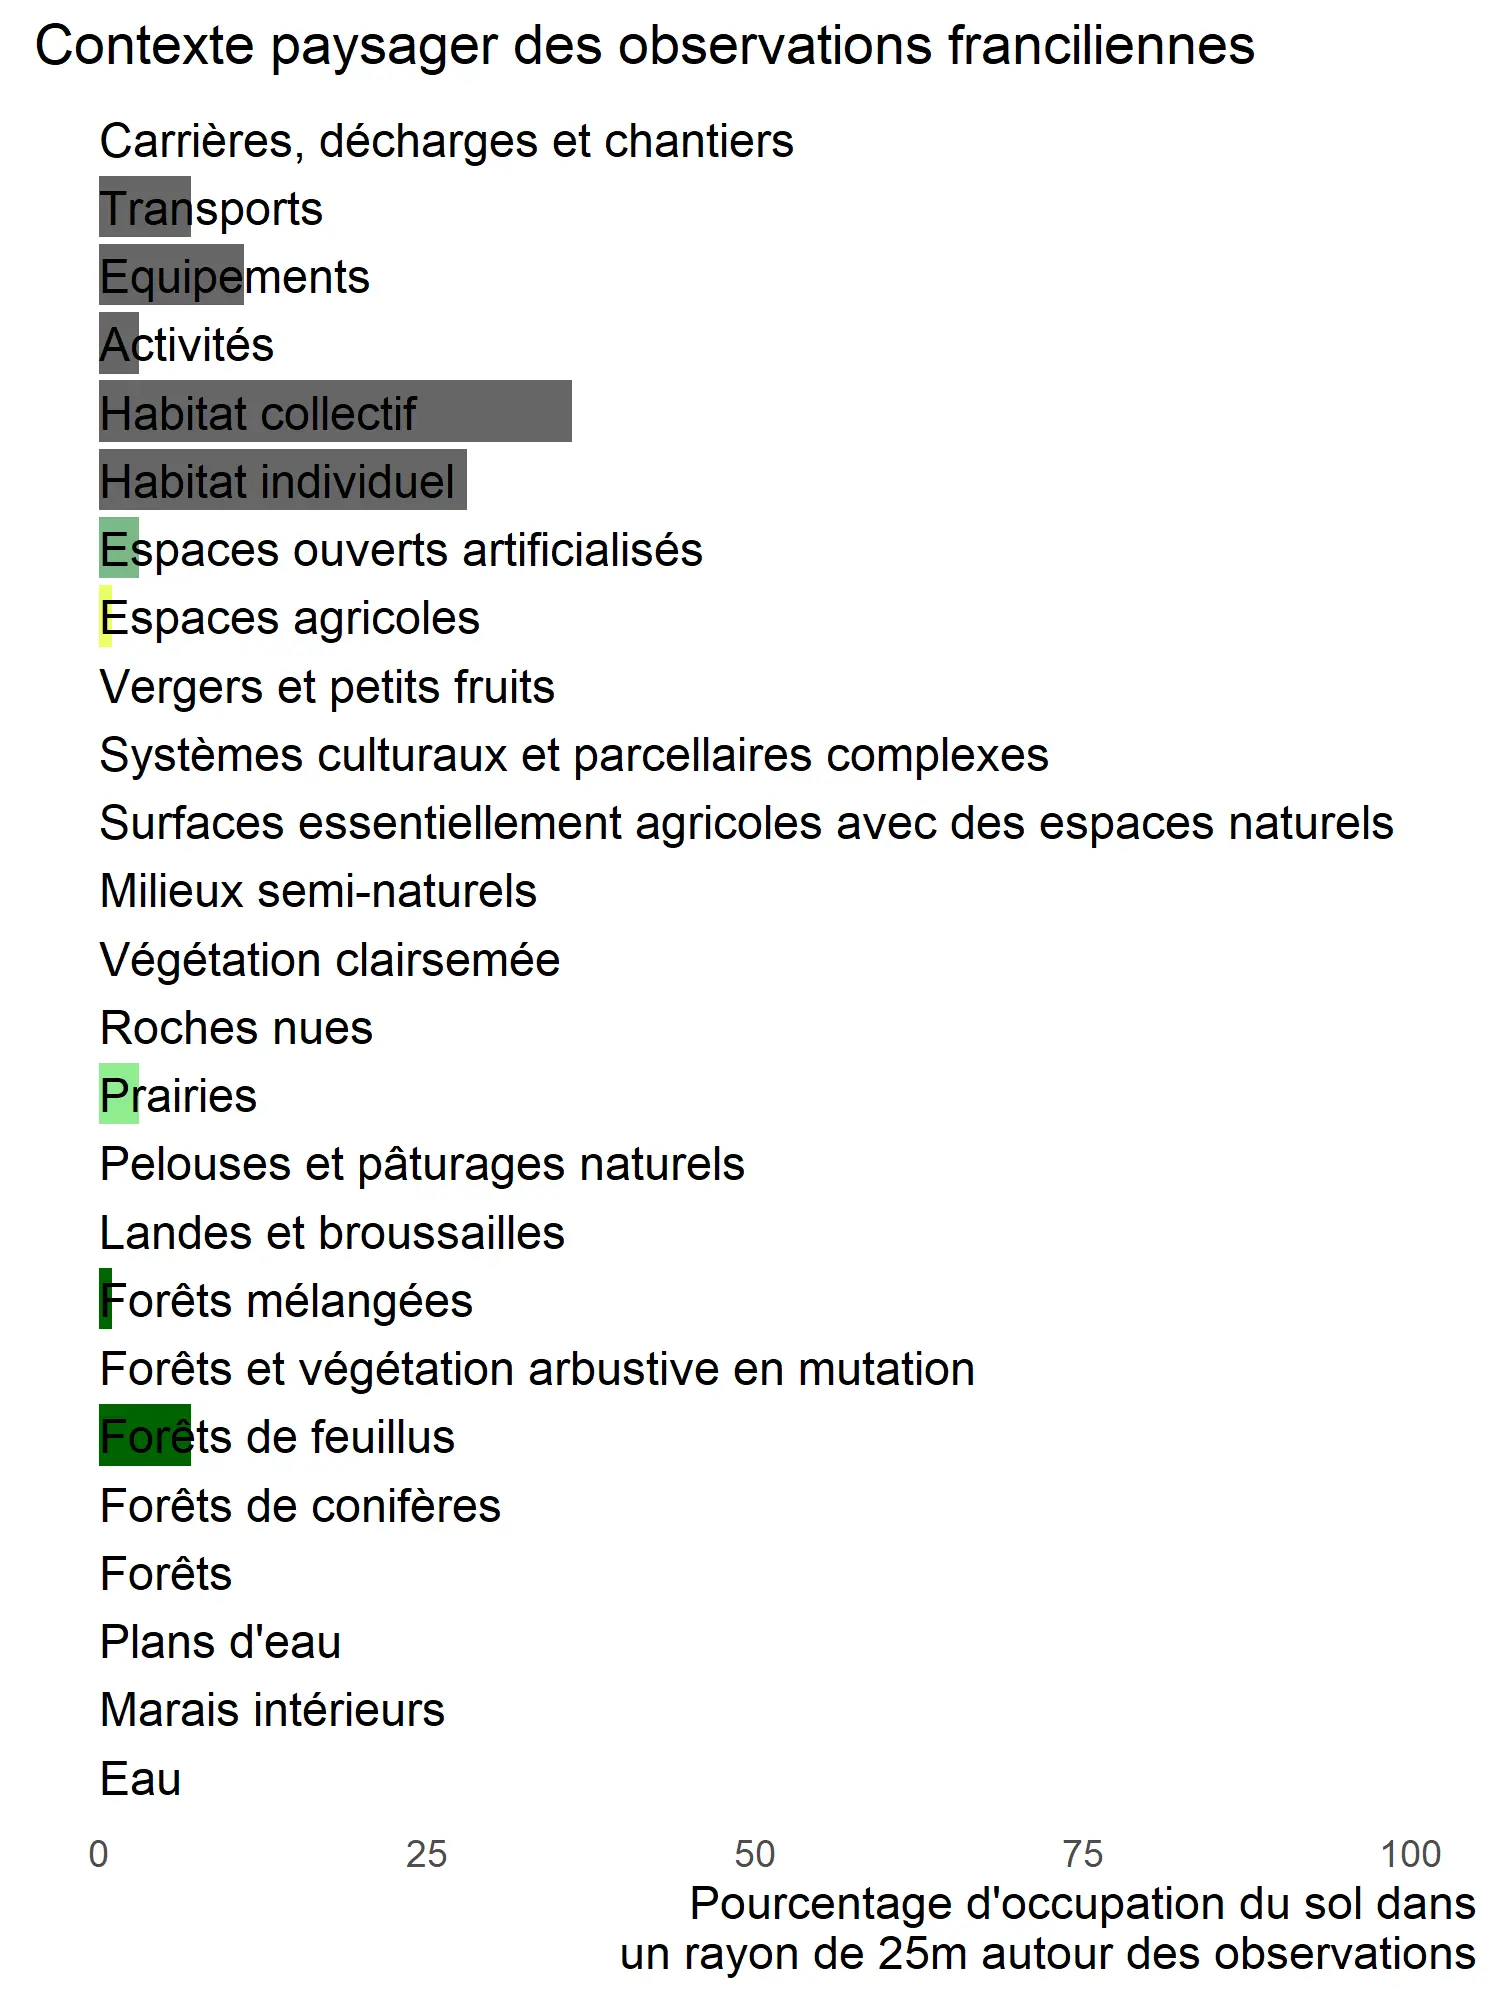 Contexte paysager des observations franciliennes
Carrières, décharges et chantiers
Transports
Equipements
Activités
Habitat collectif
Habitat individuel
Espaces ouverts artificialisés
Espaces agricoles
Vergers et petits fruits
Systèmes culturaux et parcellaires complexes
Surfaces essentiellement agricoles avec des espaces naturels
Milieux semi-naturels
Végétation clairsemée
Roches nues
Prairies
Pelouses et pâturages naturels
Landes et broussailles
Forêts mélangées
Forêts et végétation arbustive en mutation
Forêts de feuillus
Forêts de conifères
Forêts
Plans d'eau
Marais intérieurs
Eau
0 25 50 75 100
Pourcentage d'occupation du sol dans
un rayon de 25m autour des observations